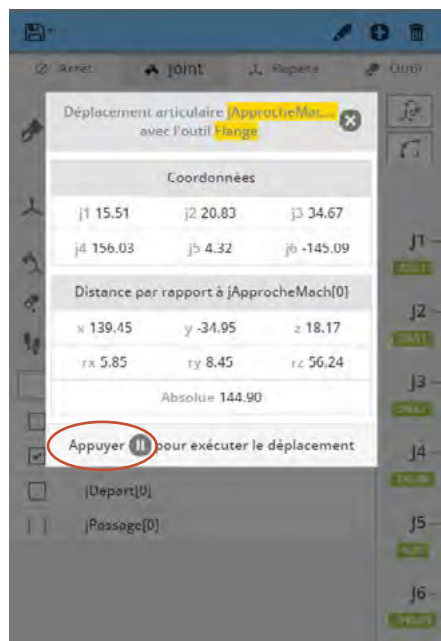 Arrêt Joint Repère Outil
Déplacement articulaire jApprocheMac...
avec l'outil Flange
Coordonnées
j1 15.51 j2 20.83 j3 34.67
j4 156.03 j5 4.32 j6 -145.09
Distance par rapport à jApprocheMach[0]
x 139.45 y -34.95 z 18.17
rx 5.85 ry 8.45 rz 56.24
Absolue 144.90
Appuyer pour exécuter le déplacement
jDepart[0]
jPassage[0]
J1
J2
J3
J4
J5
J6